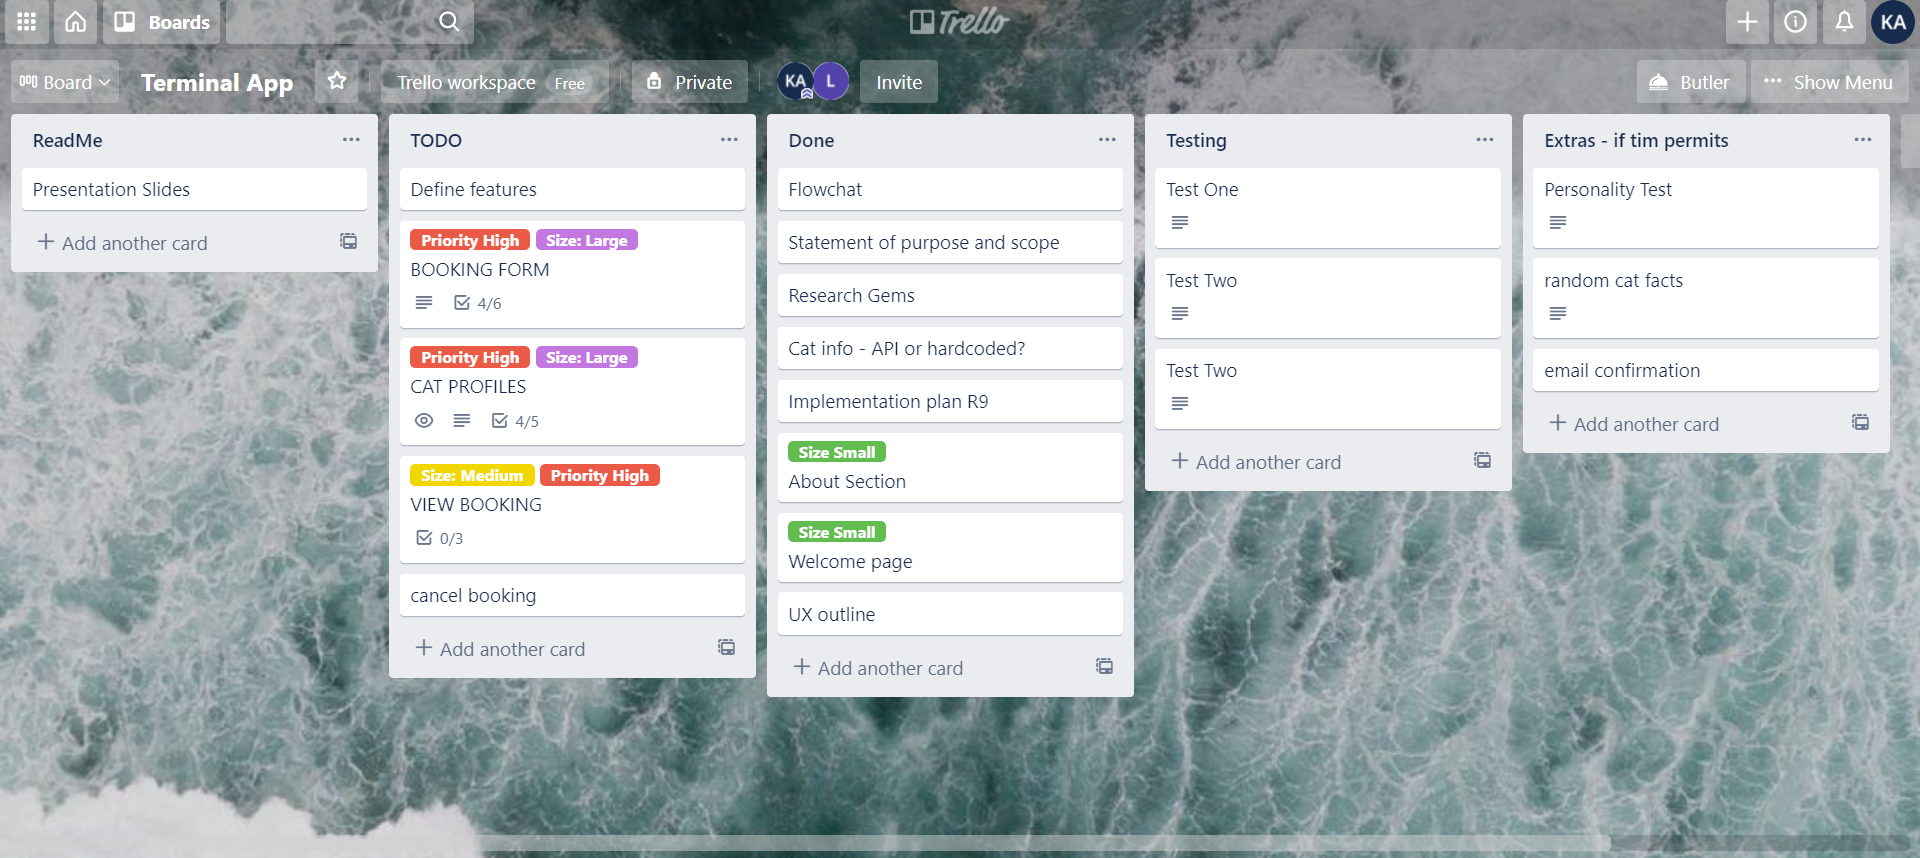 Boards
Trello
KA
Board
Terminal App
Trello workspace Free
Private
KA L
Invite
Butler
Show Menu
ReadMe
Presentation Slides
Add another card
TODO
Define features
Priority High Size: Large
BOOKING FORM
4/6
Priority High Size: Large
CAT PROFILES
4/5
Size: Medium Priority High
VIEW BOOKING
0/3
cancel booking
Add another card
Done
Flowchat
Statement of purpose and scope
Research Gems
Cat info - API or hardcoded?
Implementation plan R9
Size Small
About Section
Size Small
Welcome page
UX outline
Add another card
Testing
Test One
Test Two
Test Two
Add another card
Extras - if tim permits
Personality Test
random cat facts
email confirmation
Add another card